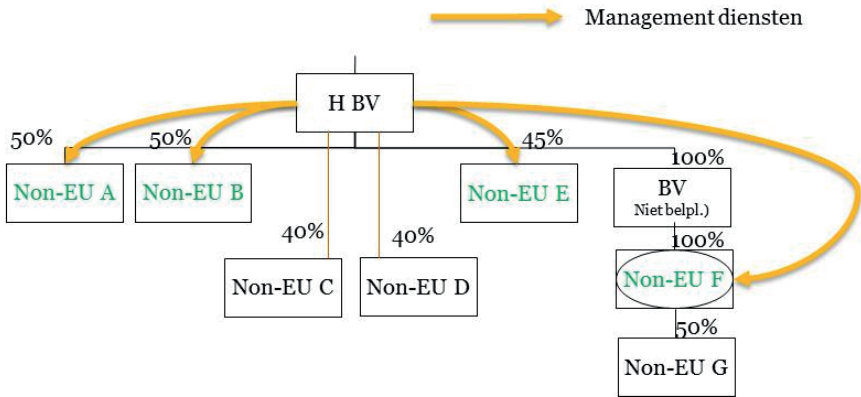 Management diensten
H BV
50%
50%
45%
100%
Non-EU A
Non-EU B
Non-EU E
BV
Niet belpl.)
40%
40%
100%
Non-EU C
Non-EU D
Non-EU F
50%
Non-EU G